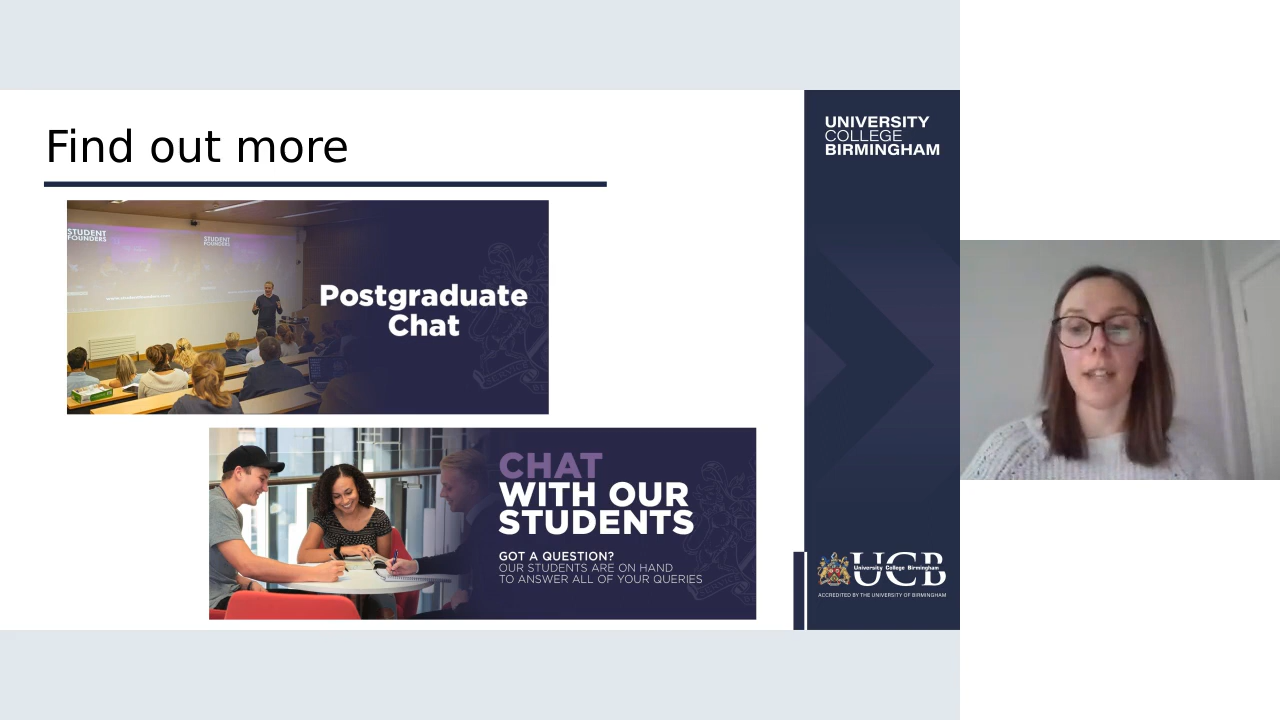 Find out more
UNIVERSITY
COLLEGE
BIRMINGHAM
STUDENT
FOUNDERS
STUDENT
FOUNDERS
Postgraduate
Chat
CHAT
WITH OUR
STUDENTS
GOT A QUESTION?
OUR STUDENTS ARE ON HAND
TO ANSWER ALL OF YOUR QUERIES
UCB
University College Birmingham
ACCREDITED BY THE UNIVERSITY OF BIRMINGHAM